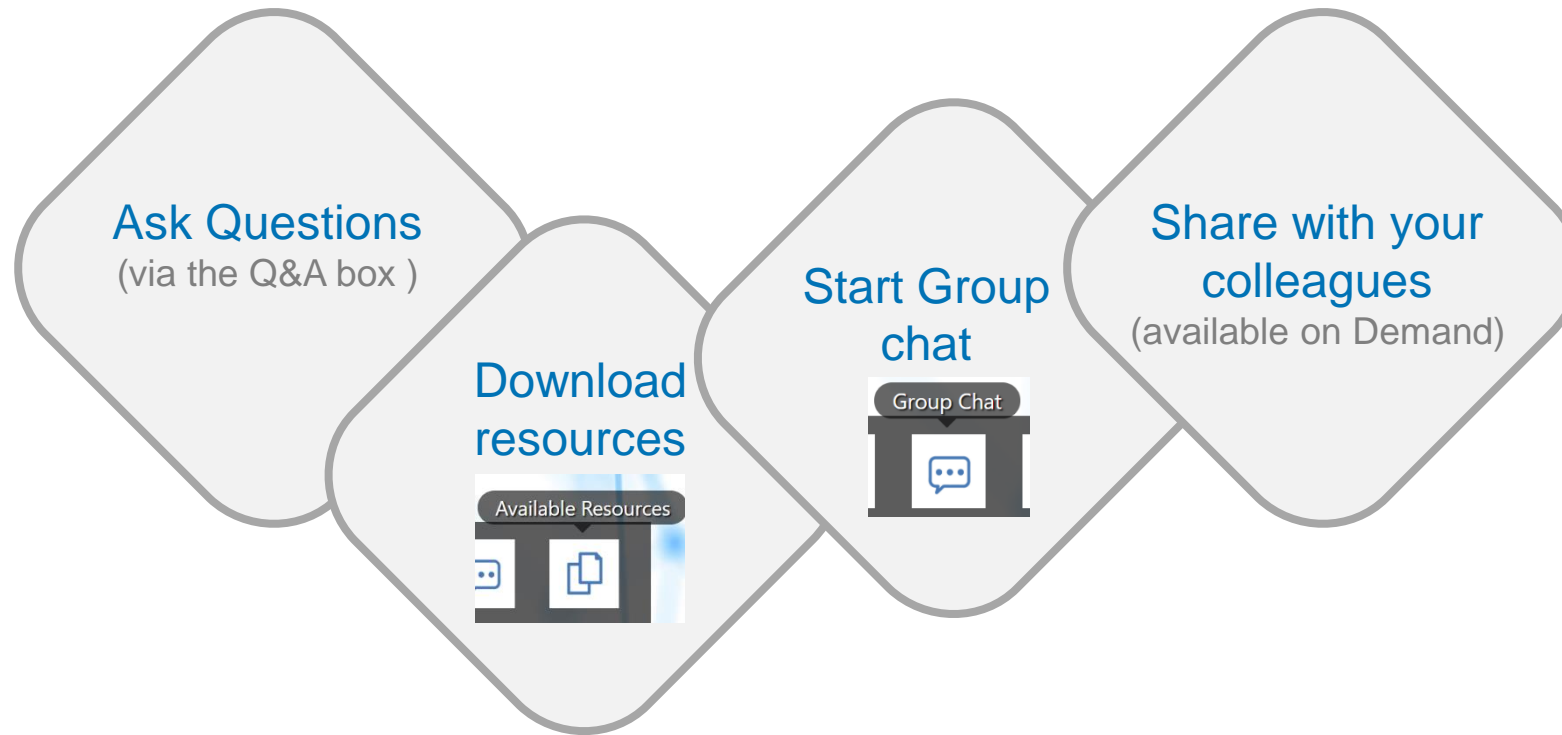 Ask Questions
(via the Q&A box )
Download
resources
Available Resources
Start Group
chat
Group Chat
Share with your
colleagues
(available on Demand)